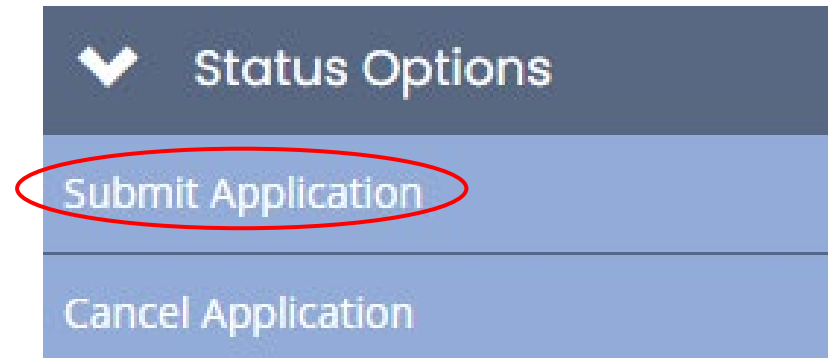 Status Options
Submit Application
Cancel Application